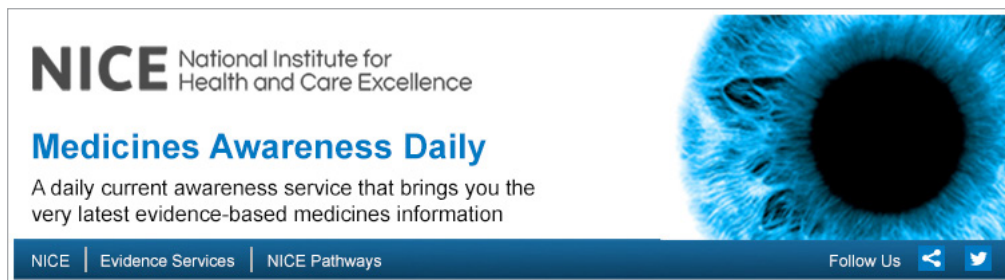 NICE National Institute for
Health and Care Excellence
Medicines Awareness Daily
A daily current awareness service that brings you the
very latest evidence-based medicines information
NICE | Evidence Services | NICE Pathways Follow Us